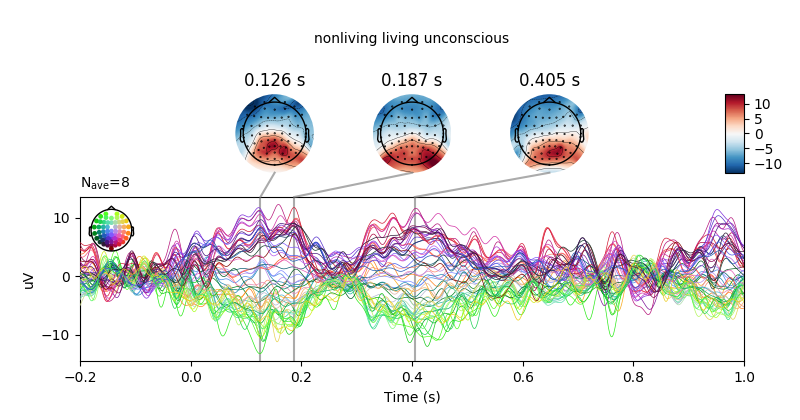 nonliving living unconscious
0.126 s 0.187 s 0.405 s
10
5
0
−5
−10
Nave=8
10
0
−10
uV
−0.2 0.0 0.2 0.4 0.6 0.8 1.0
Time (s)